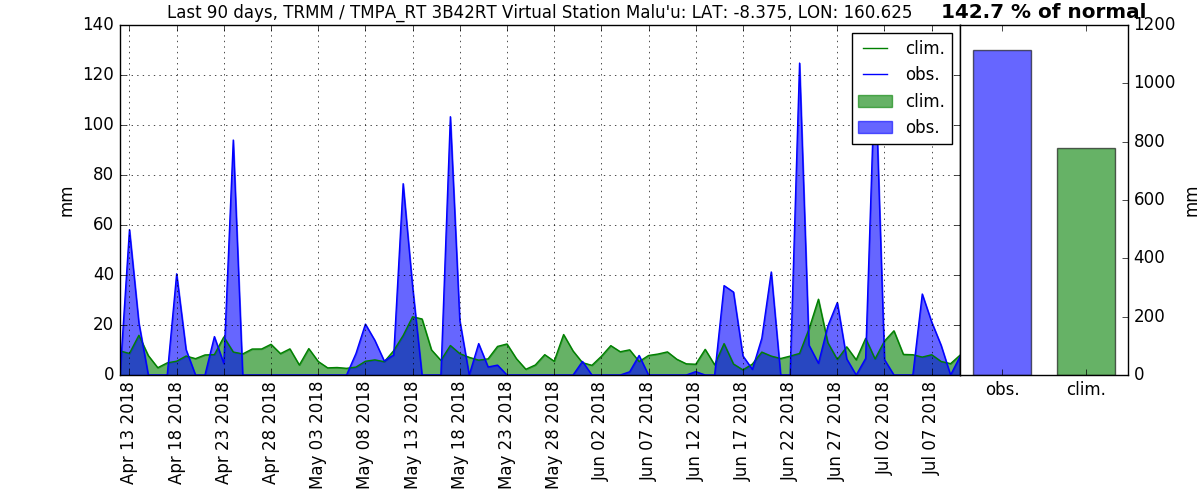 Last 90 days, TRMM / TMPA_RT 3B42RT Virtual Station Malu'u: LAT: -8.375, LON: 160.625
142.7 % of normal
mm
140
120
100
80
60
40
20
0
clim.
obs.
clim.
obs.
Apr 13 2018
Apr 18 2018
Apr 23 2018
Apr 28 2018
May 03 2018
May 08 2018
May 13 2018
May 18 2018
May 23 2018
May 28 2018
Jun 02 2018
Jun 07 2018
Jun 12 2018
Jun 17 2018
Jun 22 2018
Jun 27 2018
Jul 02 2018
Jul 07 2018
1200
1000
800
600
400
200
0
mm
obs.
clim.